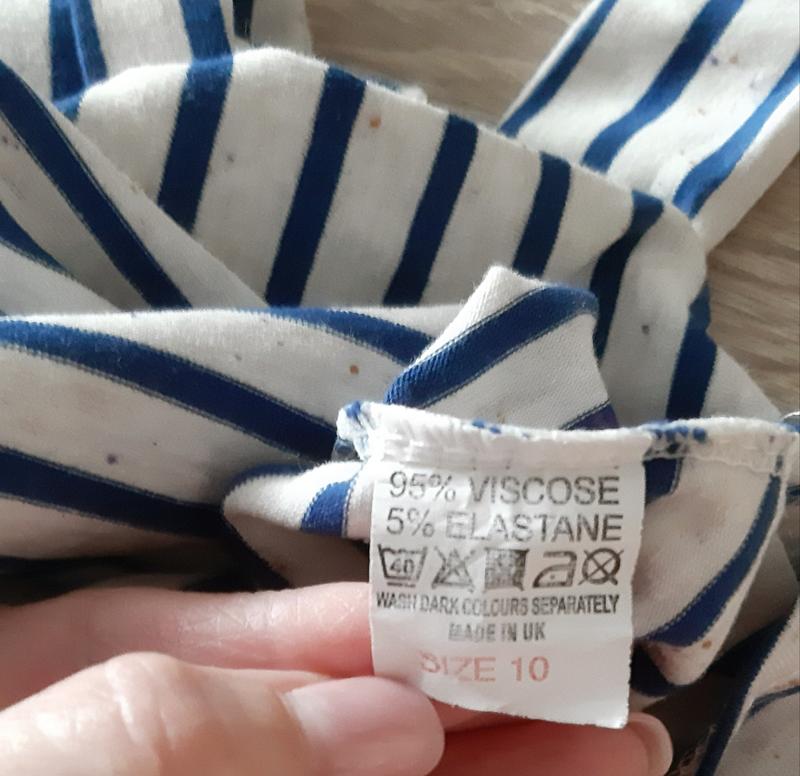 95% VISCOSE
5% ELASTANE
40
WASH DARK COLOURS SEPARATELY
MADE IN UK
SIZE 10